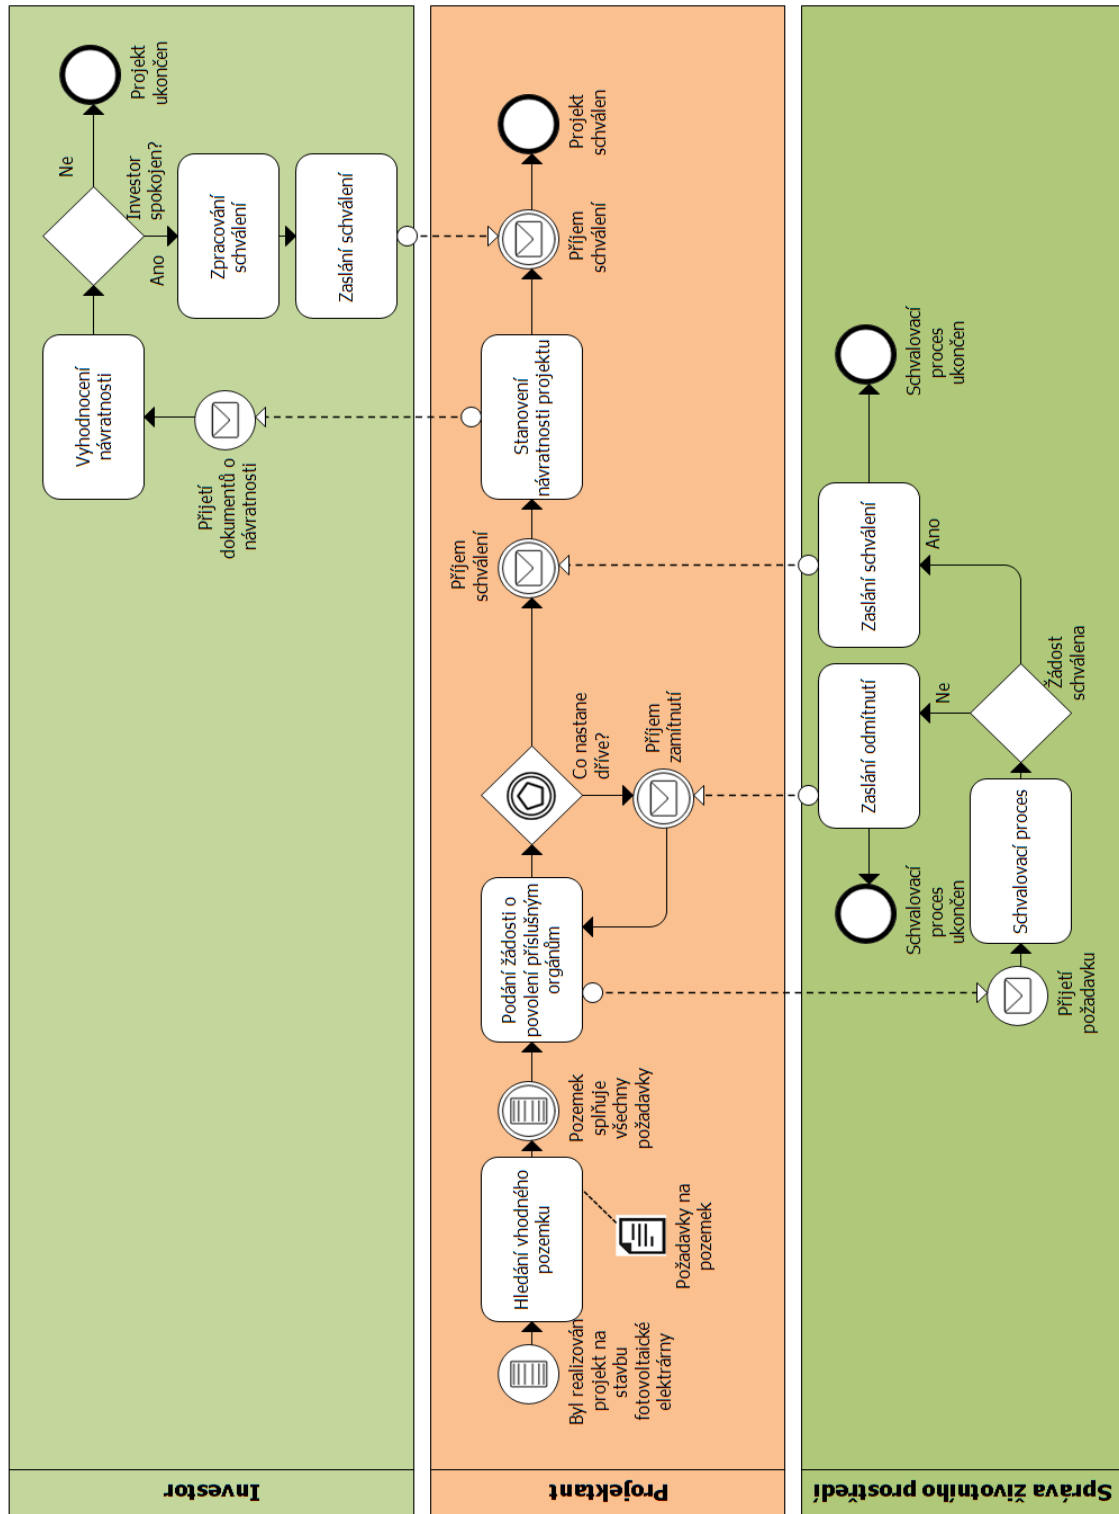 Investor
Přijetí
dokumentů o
návratnosti
Vyhodnocení
návratnosti
Investor
spokojen?
Ne
Ano
Projekt
ukončen
Zpracování
schválení
Zaslání schválení
Projektant
Byl realizován
projekt na
stavbu
fotovoltaické
elektrárny
Hledání vhodného
pozemku
Požadavky na
pozemek
Pozemek
splňuje
všechny
požadavky
Podání žádosti o
povolení příslušným
orgánům
Co nastane
dříve?
Příjem
zamítnutí
Příjem
schválení
Stanovení
návratnosti projektu
Příjem
schválení
Projekt
schválen
Správa životního prostředí
Přijetí
požadavku
Schvalovací proces
Žádost
schválena
Ne
Ano
Zaslání odmítnutí
Schvalovací
proces
ukončen
Zaslání schválení
Schvalovací
proces
ukončen